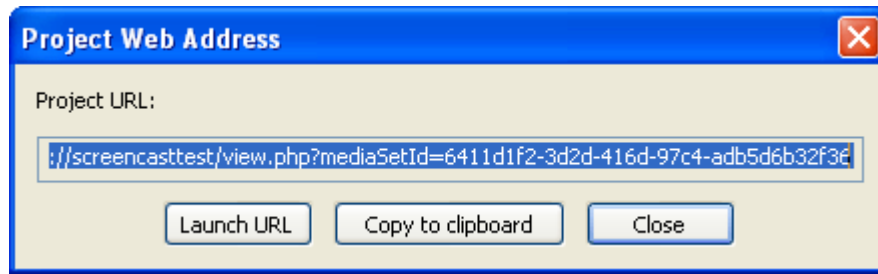 Project Web Address
Project URL:
://screencasttest/view.php?mediaSetId=6411d1f2-3d2d-416d-97c4-adb5d6b32f36
Launch URL Copy to clipboard Close